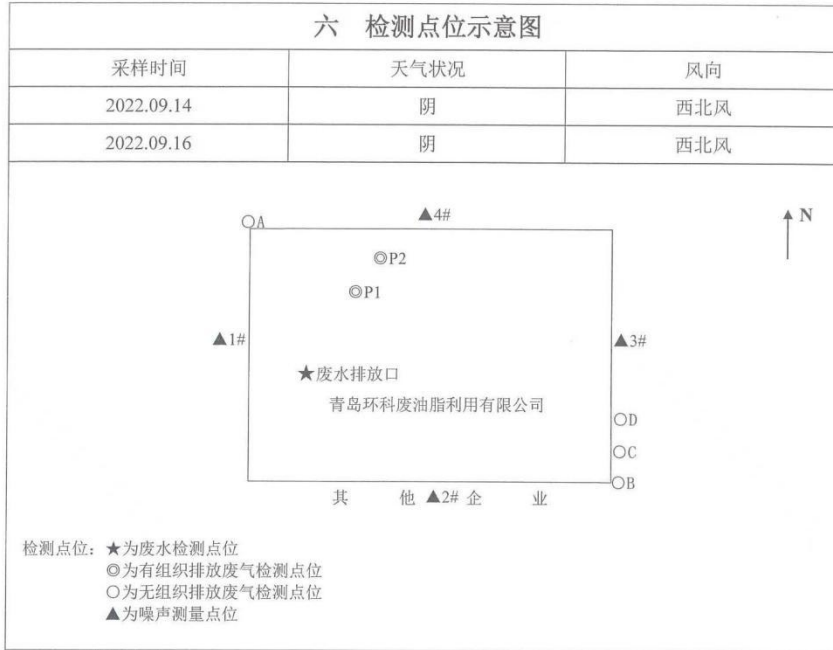 六 检测点位示意图
采样时间 天气状况 风向
2022.09.14 阴 西北风
2022.09.16 阴 西北风
○A ▲4# N
◎P2
◎P1
▲1# ▲3#
★废水排放口
青岛环科废油脂利用有限公司
○D
○C
○B
其 他 ▲2# 企 业
检测点位：★为废水检测点位
◎为有组织排放废气检测点位
○为无组织排放废气检测点位
▲为噪声测量点位